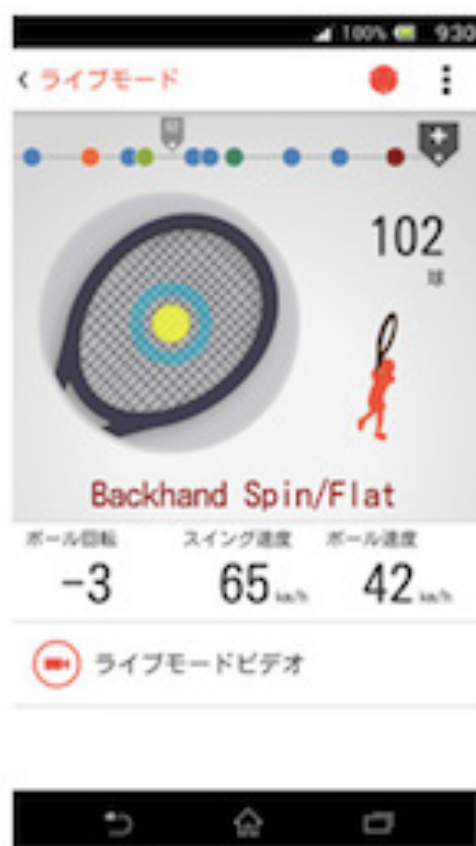 100% 9:30
ライブモード
102
球
Backhand Spin/Flat
ボール回転 スイング速度 ボール速度
-3 65 km/h 42 km/h
ライブモードビデオ